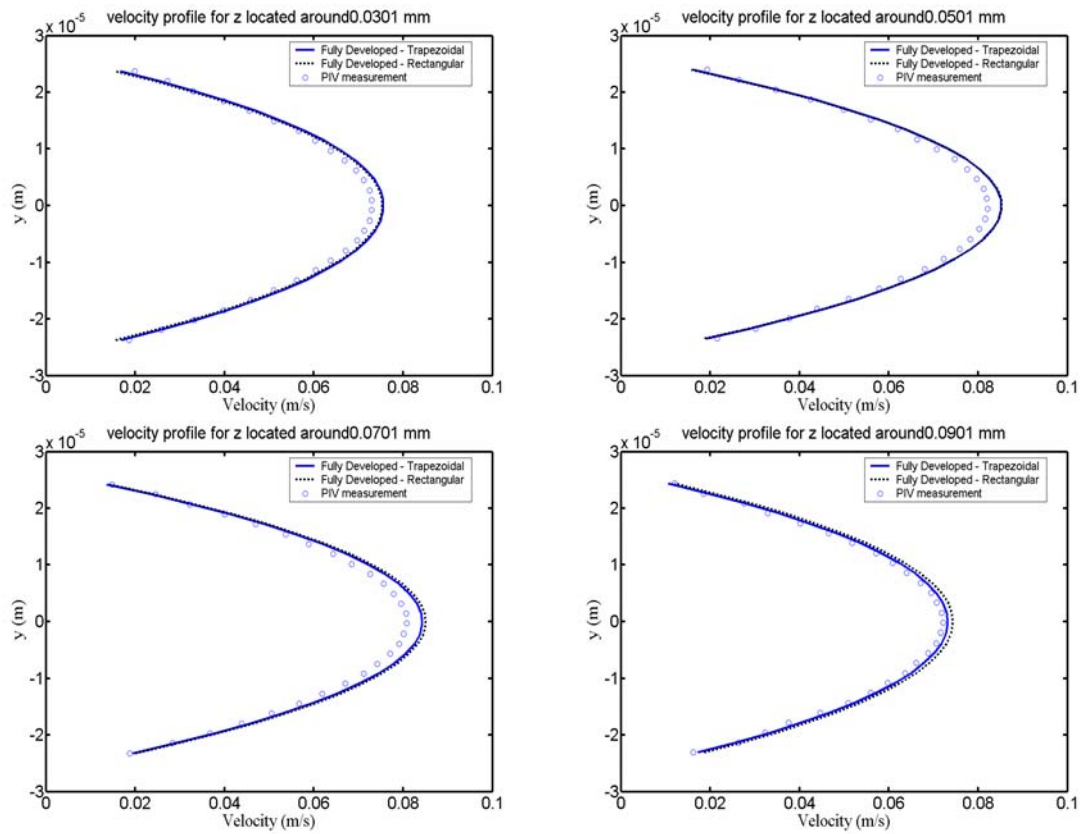 velocity profile for z located around0.0301 mm
x 10^-5
3
2
1
0
-1
-2
-3
y (m)
Fully Developed - Trapezoidal
Fully Developed - Rectangular
PIV measurement
0 0.02 0.04 0.06 0.08 0.1
Velocity (m/s)
velocity profile for z located around0.0501 mm
x 10^-5
3
2
1
0
-1
-2
-3
y (m)
Fully Developed - Trapezoidal
Fully Developed - Rectangular
PIV measurement
0 0.02 0.04 0.06 0.08 0.1
Velocity (m/s)
velocity profile for z located around0.0701 mm
x 10^-5
3
2
1
0
-1
-2
-3
y (m)
Fully Developed - Trapezoidal
Fully Developed - Rectangular
PIV measurement
0 0.02 0.04 0.06 0.08 0.1
Velocity (m/s)
velocity profile for z located around0.0901 mm
x 10^-5
3
2
1
0
-1
-2
-3
y (m)
Fully Developed - Trapezoidal
Fully Developed - Rectangular
PIV measurement
0 0.02 0.04 0.06 0.08 0.1
Velocity (m/s)